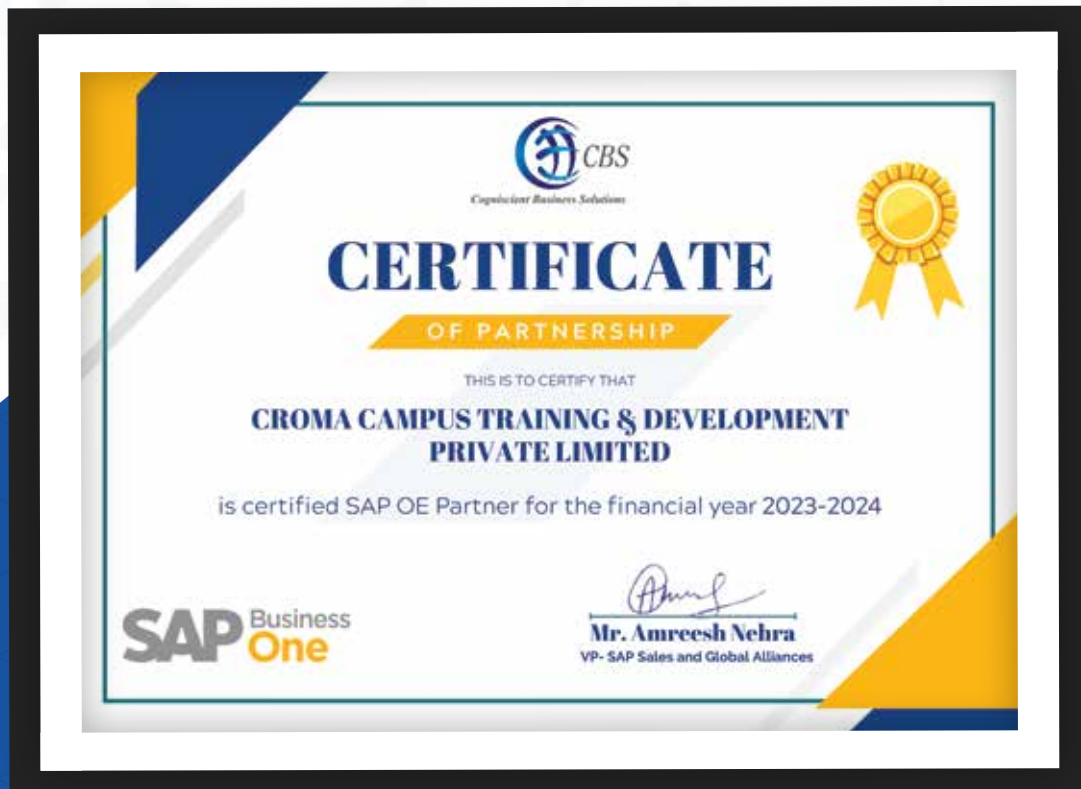 CBS
Cogniscient Business Solutions
CERTIFICATE
OF PARTNERSHIP
THIS IS TO CERTIFY THAT
CROMA CAMPUS TRAINING & DEVELOPMENT
PRIVATE LIMITED
is certified SAP OE Partner for the financial year 2023-2024
SAP Business
One
Mr. Amreesh Nehra
VP- SAP Sales and Global Alliances